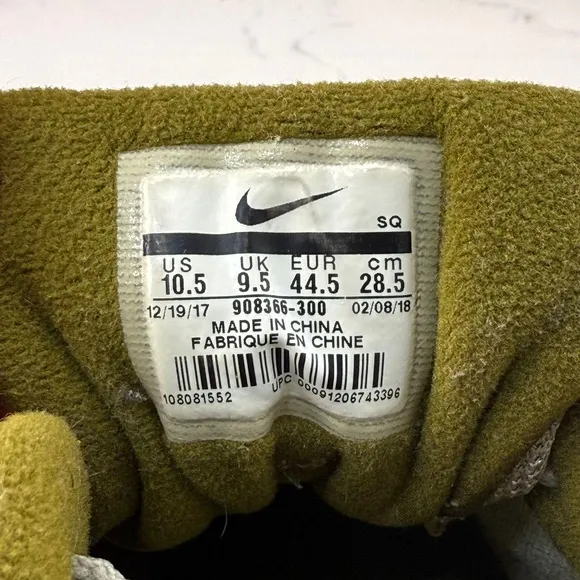 SQ
US UK EUR cm
10.5 9.5 44.5 28.5
12/19/17 908366-300 02/08/18
MADE IN CHINA
FABRIQUE EN CHINE
108081552 UPC 00091206743396